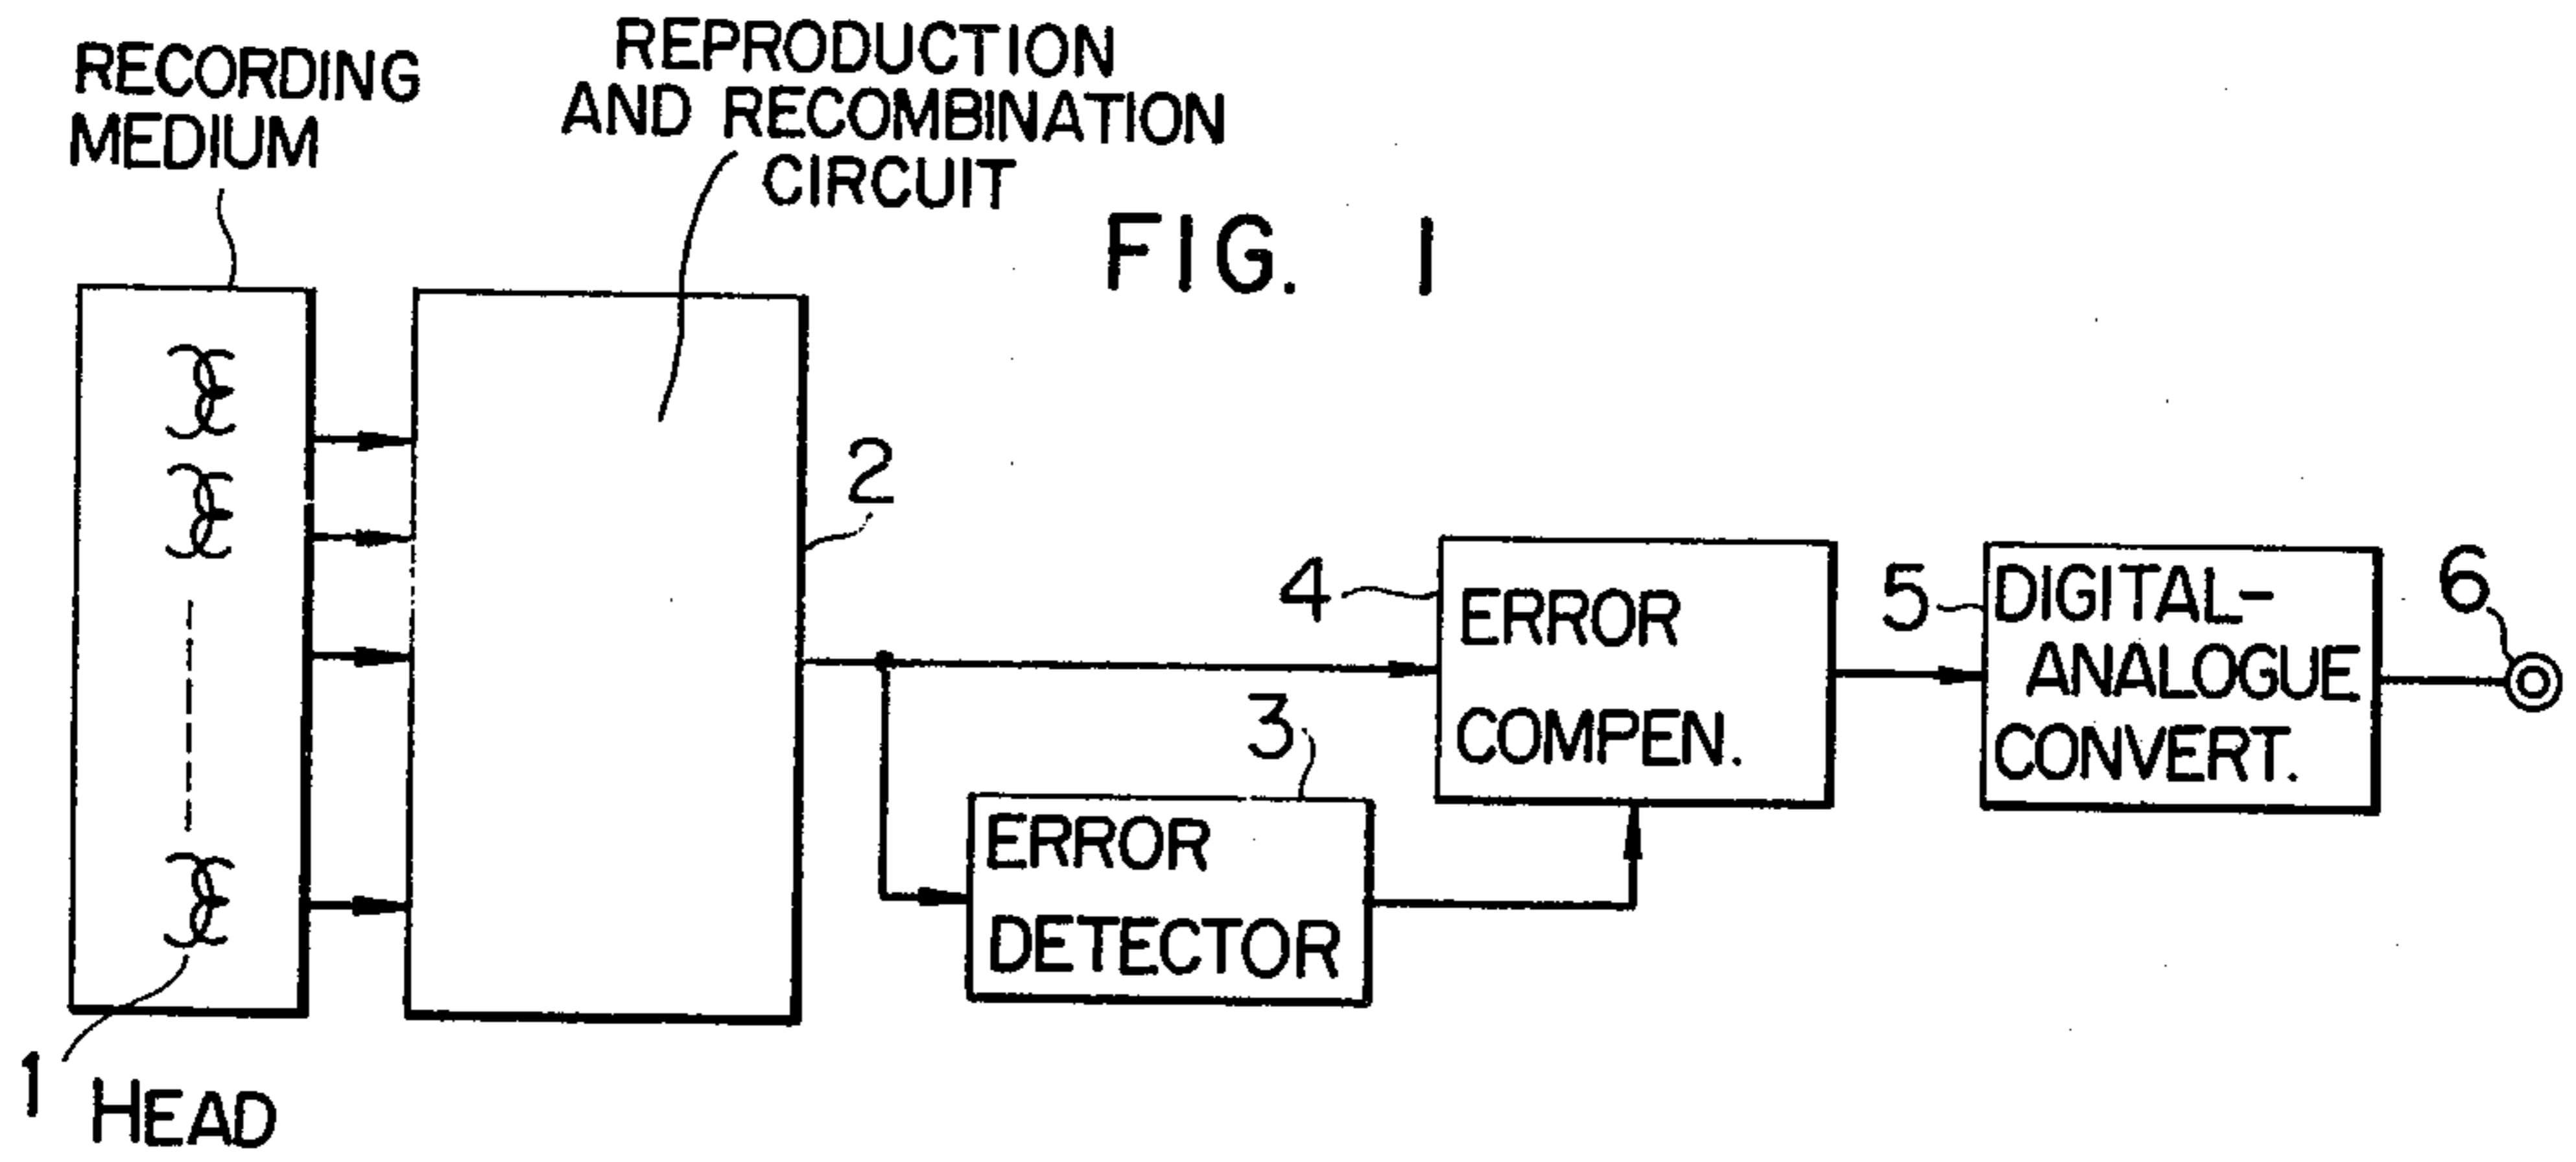 RECORDING
MEDIUM
REPRODUCTION
AND RECOMBINATION
CIRCUIT
FIG. 1
2
4
ERROR
COMPEN.
5
DIGITAL-
ANALOGUE
CONVERT.
6
3
ERROR
DETECTOR
1 HEAD